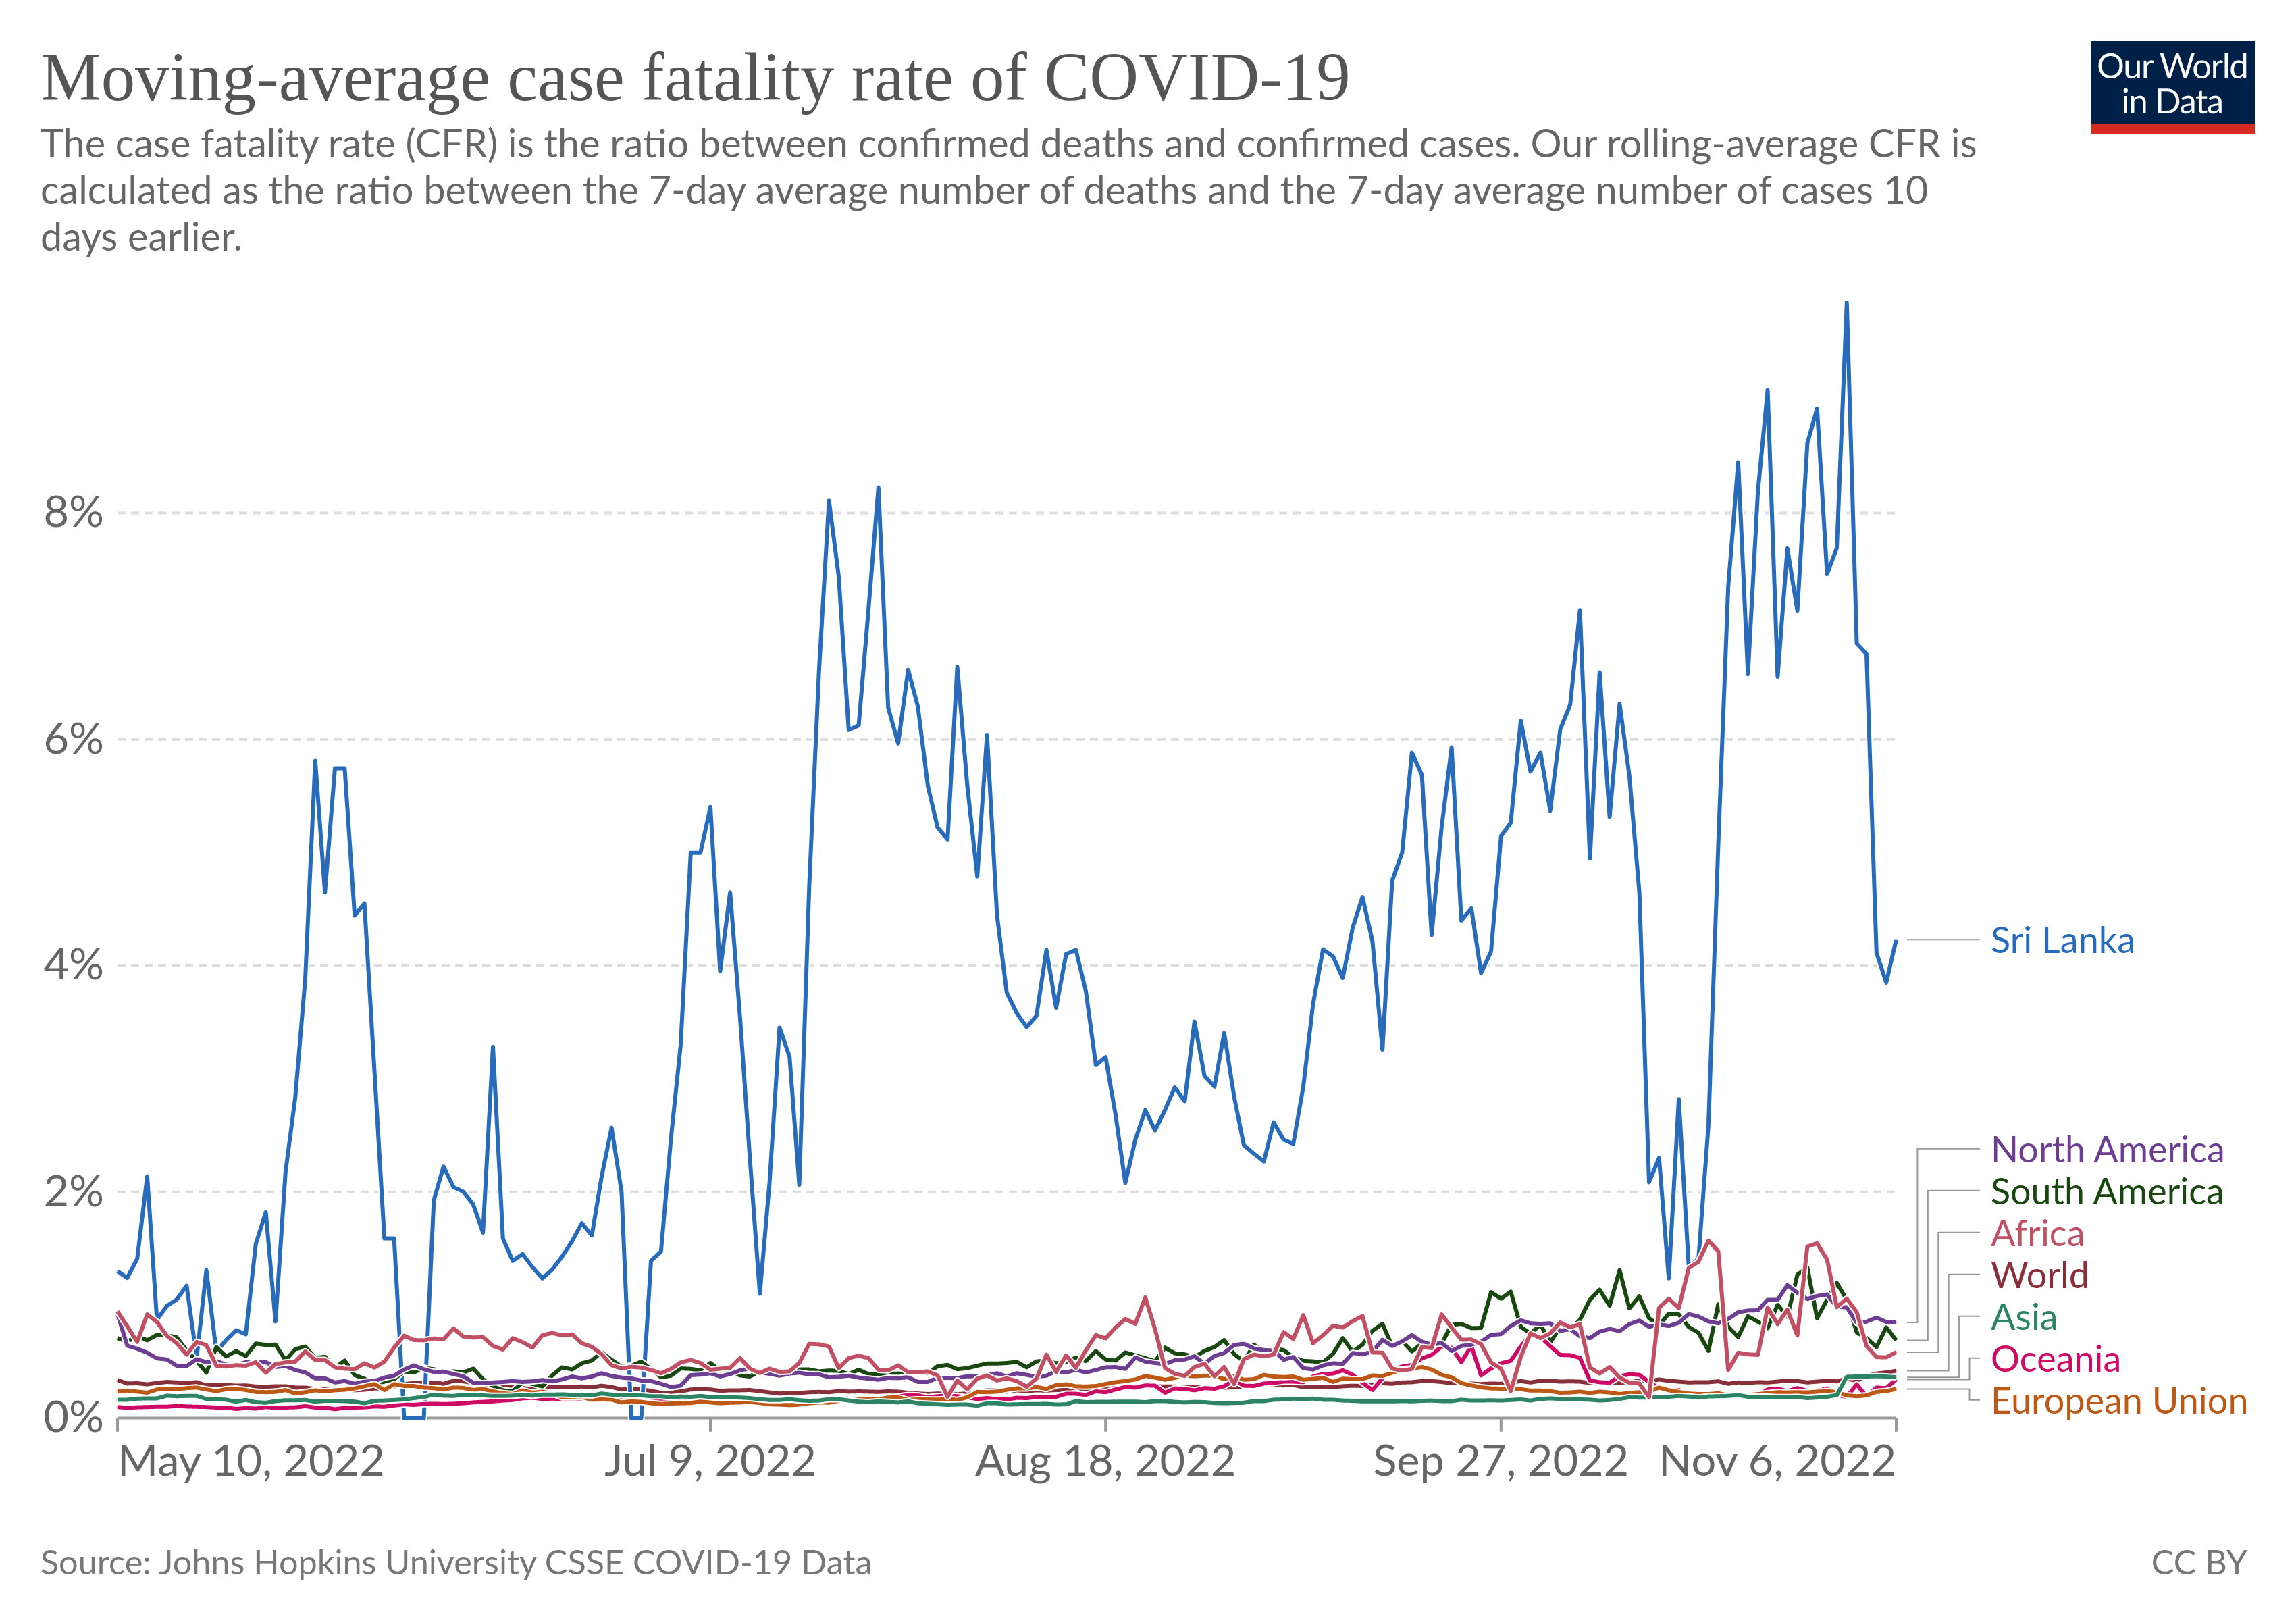 Moving-average case fatality rate of COVID-19
Our World
in Data
The case fatality rate (CFR) is the ratio between confirmed deaths and confirmed cases. Our rolling-average CFR is
calculated as the ratio between the 7-day average number of deaths and the 7-day average number of cases 10
days earlier.
8%
6%
4%
2%
0%
Sri Lanka
North America
South America
Africa
World
Asia
Oceania
European Union
May 10, 2022
Jul 9, 2022
Aug 18, 2022
Sep 27, 2022
Nov 6, 2022
Source: Johns Hopkins University CSSE COVID-19 Data
CC BY